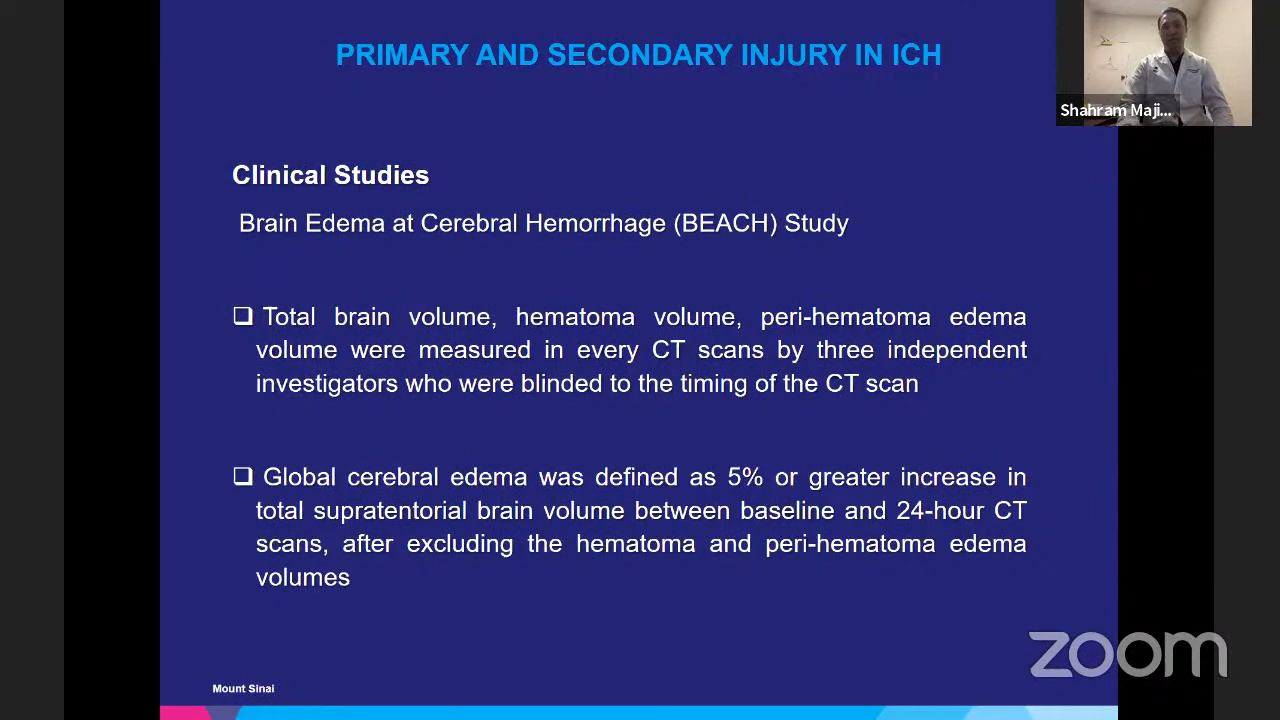 PRIMARY AND SECONDARY INJURY IN ICH
Shahram Maji...
Clinical Studies
Brain Edema at Cerebral Hemorrhage (BEACH) Study
❑ Total brain volume, hematoma volume, peri-hematoma edema
volume were measured in every CT scans by three independent
investigators who were blinded to the timing of the CT scan
❑ Global cerebral edema was defined as 5% or greater increase in
total supratentorial brain volume between baseline and 24-hour CT
scans, after excluding the hematoma and peri-hematoma edema
volumes
zoom
Mount Sinai